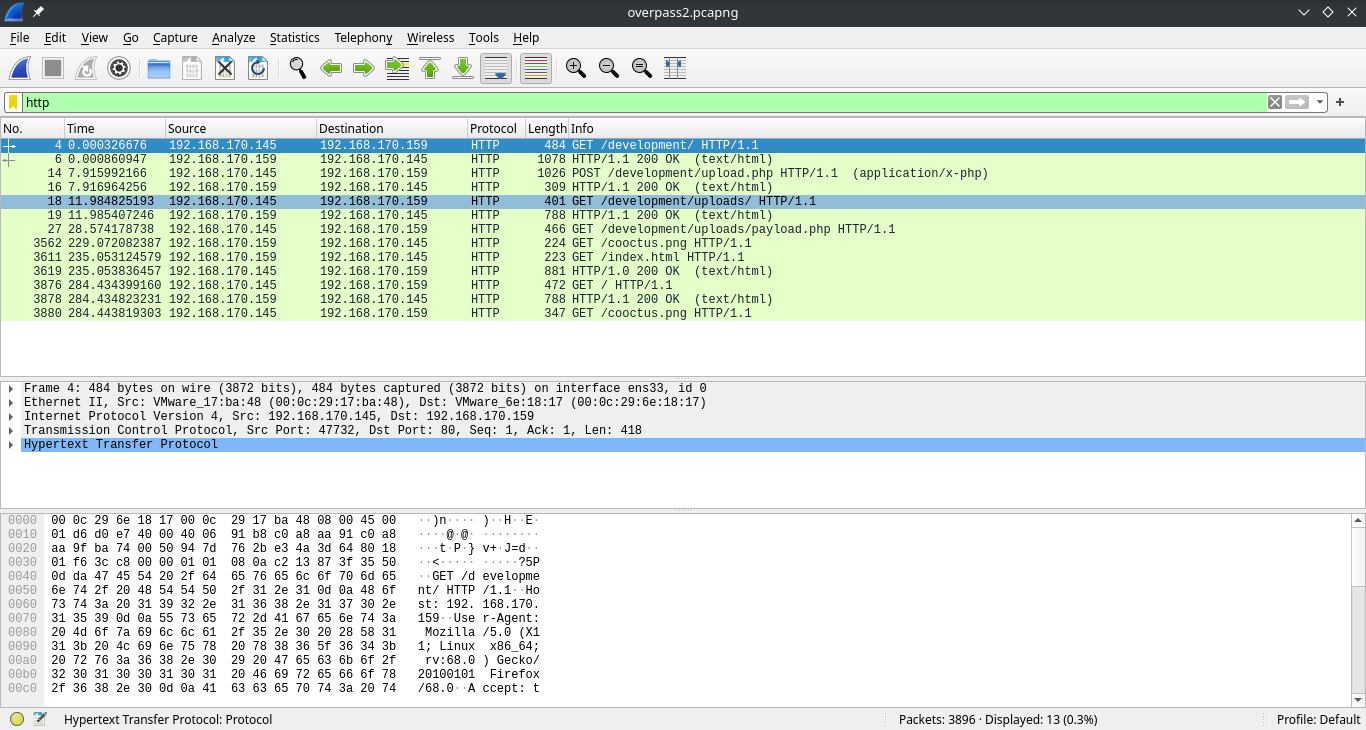 overpass2.pcapng
File Edit View Go Capture Analyze Statistics Telephony Wireless Tools Help
http
No. Time Source Destination Protocol Length Info
4 0.000326676 192.168.170.145 192.168.170.159 HTTP 484 GET /development/ HTTP/1.1
6 0.000860947 192.168.170.159 192.168.170.145 HTTP 1078 HTTP/1.1 200 OK (text/html)
14 7.915992166 192.168.170.145 192.168.170.159 HTTP 1026 POST /development/upload.php HTTP/1.1 (application/x-php)
16 7.916964256 192.168.170.159 192.168.170.145 HTTP 309 HTTP/1.1 200 OK (text/html)
18 11.984825193 192.168.170.145 192.168.170.159 HTTP 401 GET /development/uploads/ HTTP/1.1
19 11.985407246 192.168.170.159 192.168.170.145 HTTP 788 HTTP/1.1 200 OK (text/html)
27 28.574178738 192.168.170.145 192.168.170.159 HTTP 466 GET /development/uploads/payload.php HTTP/1.1
3562 229.072082387 192.168.170.159 192.168.170.145 HTTP 224 GET /cooctus.png HTTP/1.1
3611 235.053124579 192.168.170.159 192.168.170.145 HTTP 223 GET /index.html HTTP/1.1
3619 235.053836457 192.168.170.145 192.168.170.159 HTTP 881 HTTP/1.0 200 OK (text/html)
3876 284.434399160 192.168.170.145 192.168.170.159 HTTP 472 GET / HTTP/1.1
3878 284.434823231 192.168.170.159 192.168.170.145 HTTP 788 HTTP/1.1 200 OK (text/html)
3880 284.443819303 192.168.170.145 192.168.170.159 HTTP 347 GET /cooctus.png HTTP/1.1
Frame 4: 484 bytes on wire (3872 bits), 484 bytes captured (3872 bits) on interface ens33, id 0
Ethernet II, Src: VMware_17:ba:48 (00:0c:29:17:ba:48), Dst: VMware_6e:18:17 (00:0c:29:6e:18:17)
Internet Protocol Version 4, Src: 192.168.170.145, Dst: 192.168.170.159
Transmission Control Protocol, Src Port: 47732, Dst Port: 80, Seq: 1, Ack: 1, Len: 418
Hypertext Transfer Protocol
0000 00 0c 29 6e 18 17 00 0c 29 17 ba 48 08 00 45 00 ··)n···· )··H··E·
0010 01 d6 d0 e7 40 00 40 06 91 b8 c0 a8 aa 91 c0 a8 ····@·@· ········
0020 aa 9f ba 74 00 50 94 7d 76 2b e3 4a 3d 64 80 18 ···t·P·} v+·J=d··
0030 01 f6 3c c8 00 00 01 01 08 0a c2 13 87 3f 35 50 ··<····· ·····?5P
0040 0d da 47 45 54 20 2f 64 65 76 65 6c 6f 70 6d 65 ··GET /d evelopme
0050 6e 74 2f 20 48 54 54 50 2f 31 2e 31 0d 0a 48 6f nt/ HTTP /1.1··Ho
0060 73 74 3a 20 31 39 32 2e 31 36 38 2e 31 37 30 2e st: 192. 168.170.
0070 31 35 39 0d 0a 55 73 65 72 2d 41 67 65 6e 74 3a 159··Use r-Agent:
0080 20 4d 6f 7a 69 6c 6c 61 2f 35 2e 30 20 28 58 31 Mozilla /5.0 (X1
0090 31 3b 20 4c 69 6e 75 78 20 78 38 36 5f 36 34 3b 1; Linux x86_64;
00a0 20 72 76 3a 36 38 2e 30 29 20 47 65 63 6b 6f 2f rv:68.0 ) Gecko/
00b0 32 30 31 30 30 31 30 31 20 46 69 72 65 66 6f 78 20100101 Firefox
00c0 2f 36 38 2e 30 0d 0a 41 63 63 65 70 74 3a 20 74 /68.0··A ccept: t
Hypertext Transfer Protocol: Protocol Packets: 3896 · Displayed: 13 (0.3%) Profile: Default